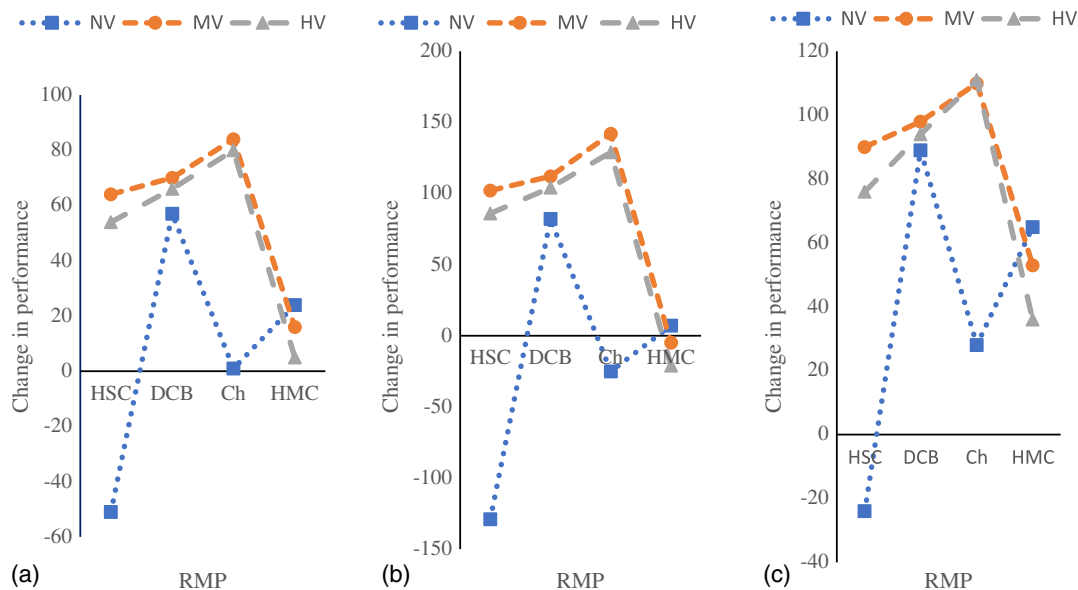 NV MV HV
100
80
60
40
20
0
-20
-40
-60
HSC DCB Ch HMC
Change in performance
RMP
(a)
NV MV HV
200
150
100
50
0
-50
-100
-150
HSC DCB Ch HMC
Change in performance
RMP
(b)
NV MV HV
120
100
80
60
40
20
0
-20
-40
HSC DCB Ch HMC
Change in performance
RMP
(c)